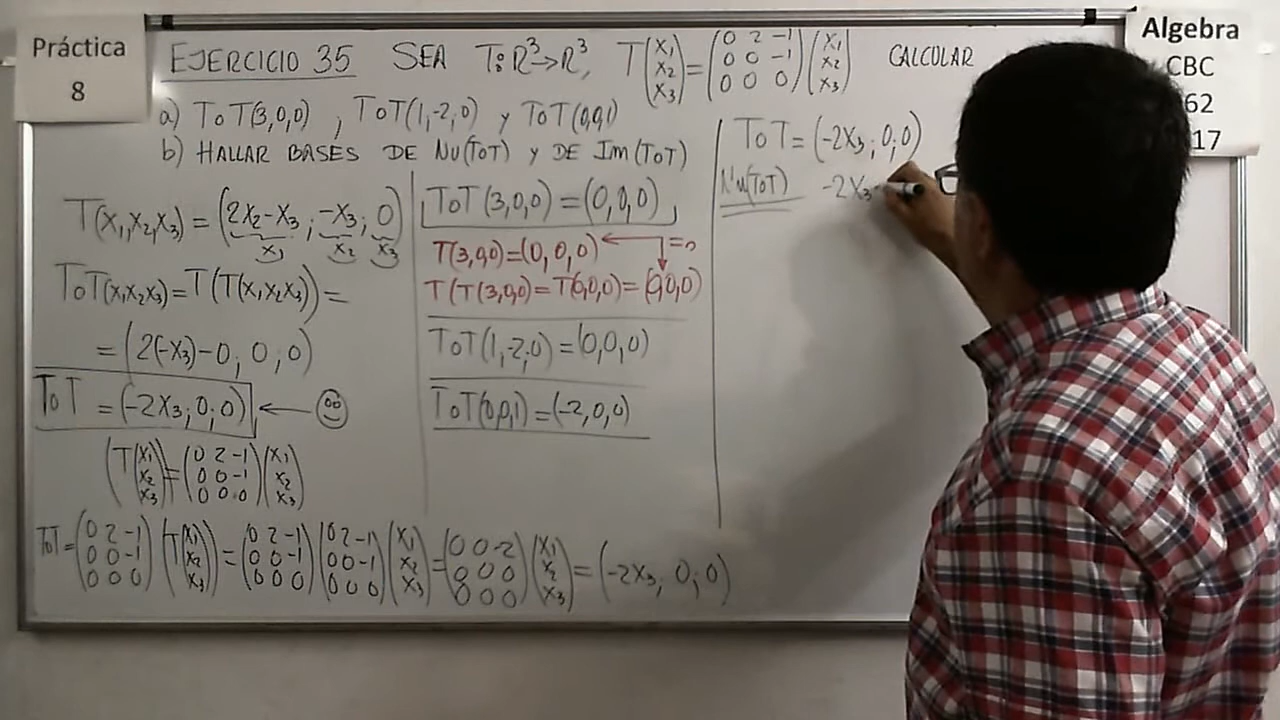 Práctica
8
EJERCICIO 35 SEA T:R³→R³, T(x₁ x₂ x₃)=(0 2 -1 0 0 -1 0 0 0)(x₁ x₂ x₃) CALCULAR
a) ToT(3,0,0) , ToT(1,-2,0) y ToT(0,0,1)
b) HALLAR BASES DE Nu(ToT) y DE Im(ToT)
T(x₁,x₂,x₃) = (2x₂-x₃ ; -x₃ ; 0)
x₁ x₂ x₃
ToT(x₁x₂x₃)=T(T(x₁x₂x₃))=
=(2(-x₃)-0; 0; 0)
ToT =(-2x₃;0;0) ←
(T(x₁ x₂ x₃))=(0 2 -1 0 0 -1 0 0 0)(x₁ x₂ x₃)
ToT=(0 2 -1 0 0 -1 0 0 0)(T(x₁ x₂ x₃))=(0 2 -1 0 0 -1 0 0 0)(0 2 -1 0 0 -1 0 0 0)(x₁ x₂ x₃)=(0 0 -2 0 0 0 0 0 0)(x₁ x₂ x₃)=(-2x₃; 0; 0)
ToT(3,0,0)=(0,0,0)
T(3,0,0)=(0,0,0)
T(T(3,0,0)=T(0,0,0)=(0,0,0)
ToT(1,-2,0)=(0,0,0)
ToT(0,0,1)=(-2,0,0)
ToT=(-2x₃;0;0)
Nu(ToT) -2x₃
Algebra
CBC
62
17